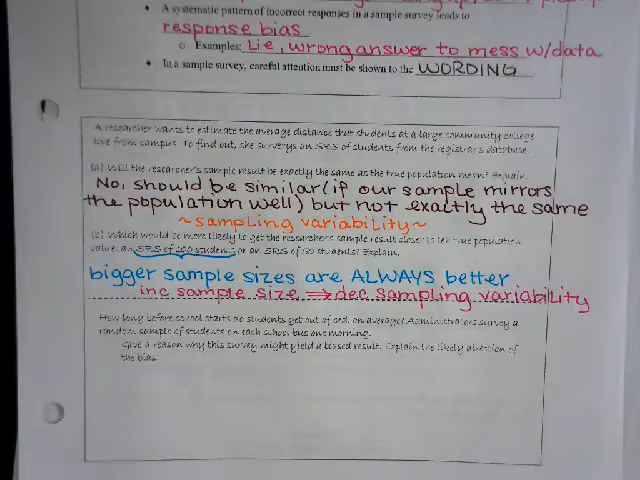 • A systematic pattern of incorrect responses in a sample survey leads to
response bias
o Examples: Lie, wrong answer to mess w/data
• In a sample survey, careful attention must be shown to the WORDING
A researcher wants to estimate the average distance that students at a large community college
live from campus. To find out, she surveys an SRS of students from the registrar's database.
(a) Will the researcher's sample result be exactly the same as the true population mean? Explain.
No, should be similar (if our sample mirrors
the population well) but not exactly the same
~sampling variability~
Which would be more likely to get the researcher's sample result closer to the true population
value: an SRS of 100 students or an SRS of 50 students? Explain.
bigger sample sizes are ALWAYS better
inc sample size ⟹ dec sampling variability
How long before school starts do students get out of bed, on average? Administrators survey a
random sample of students on each school bus one morning.
Give a reason why this survey might yield a biased result. Explain the likely direction of
the bias.